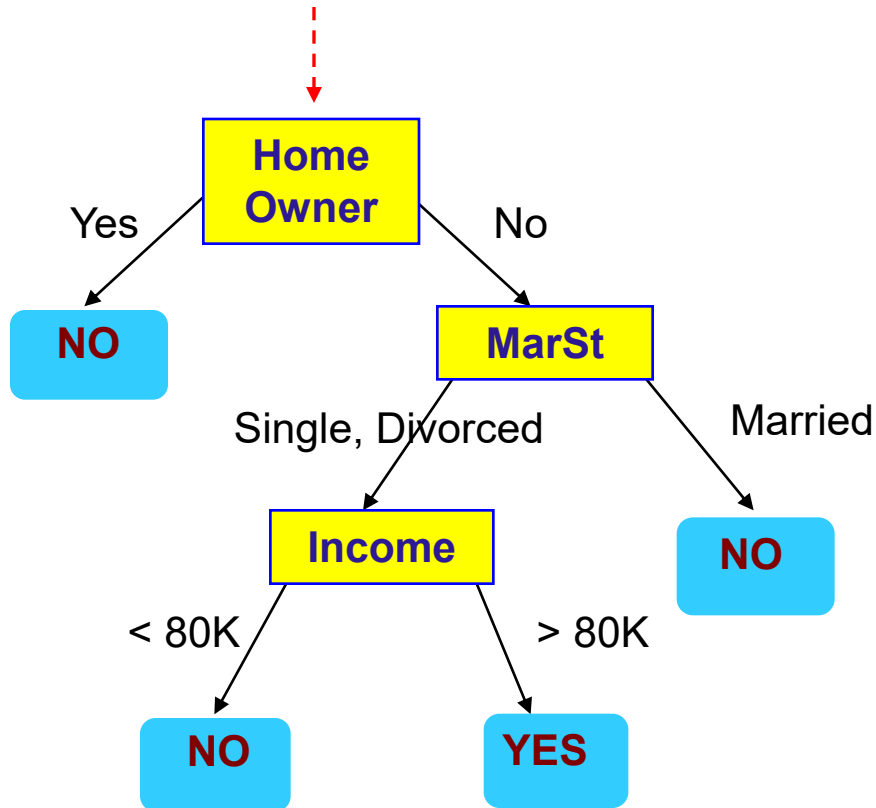 Home
Owner
Yes
No
NO
MarSt
Single, Divorced
Married
Income
NO
< 80K
> 80K
NO
YES